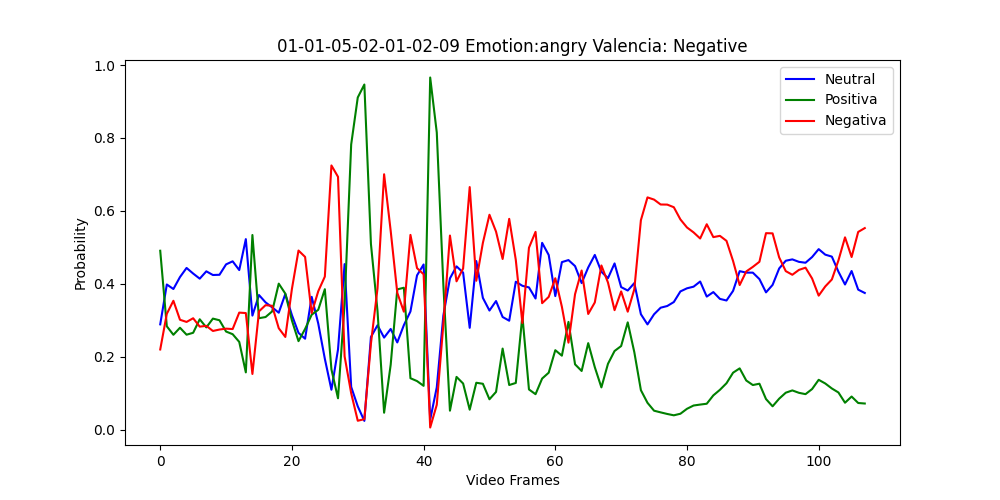 01-01-05-02-01-02-09 Emotion:angry Valencia: Negative
Neutral
Positiva
Negativa
Probability
1.0
0.8
0.6
0.4
0.2
0.0
0 20 40 60 80 100
Video Frames